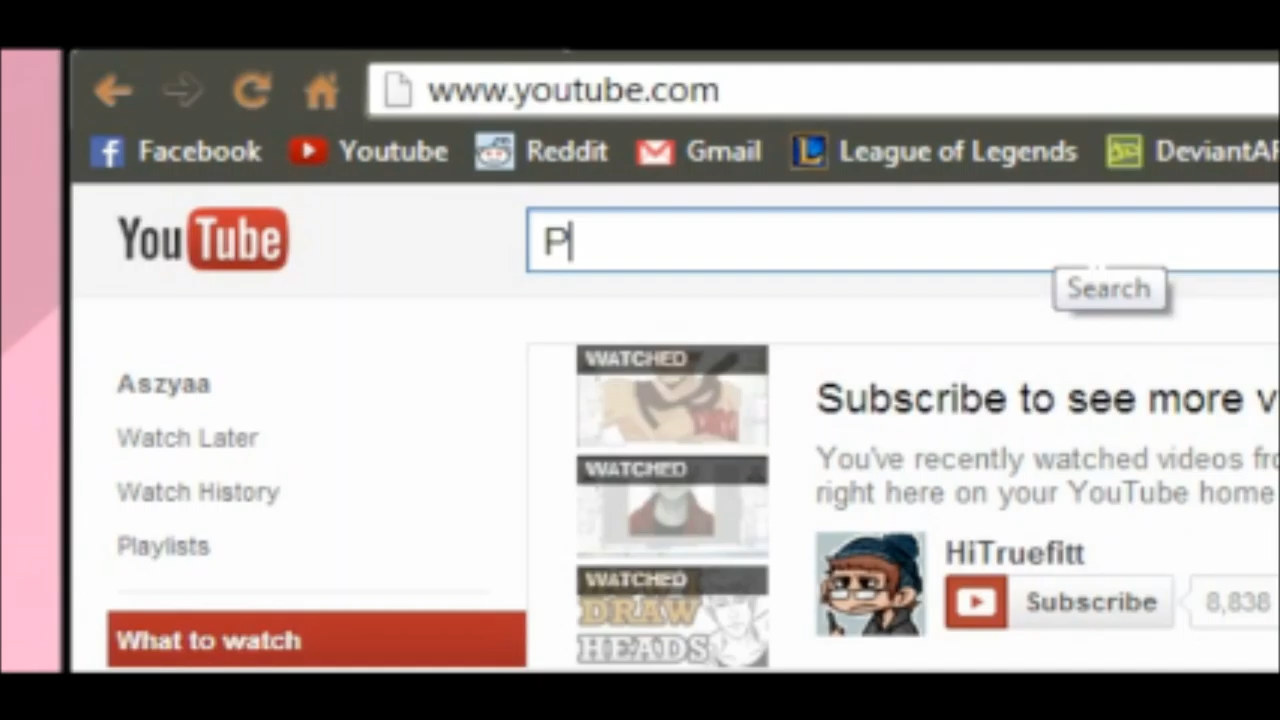 www.youtube.com
Facebook Youtube Reddit Gmail League of Legends DeviantAR
YouTube
P
Search
Aszyaa
Watch Later
Watch History
Playlists
What to watch
WATCHED
WATCHED
WATCHED
DRAW
HEADS
Subscribe to see more v
You've recently watched videos fro
right here on your YouTube home
HiTruefitt
Subscribe 8,838